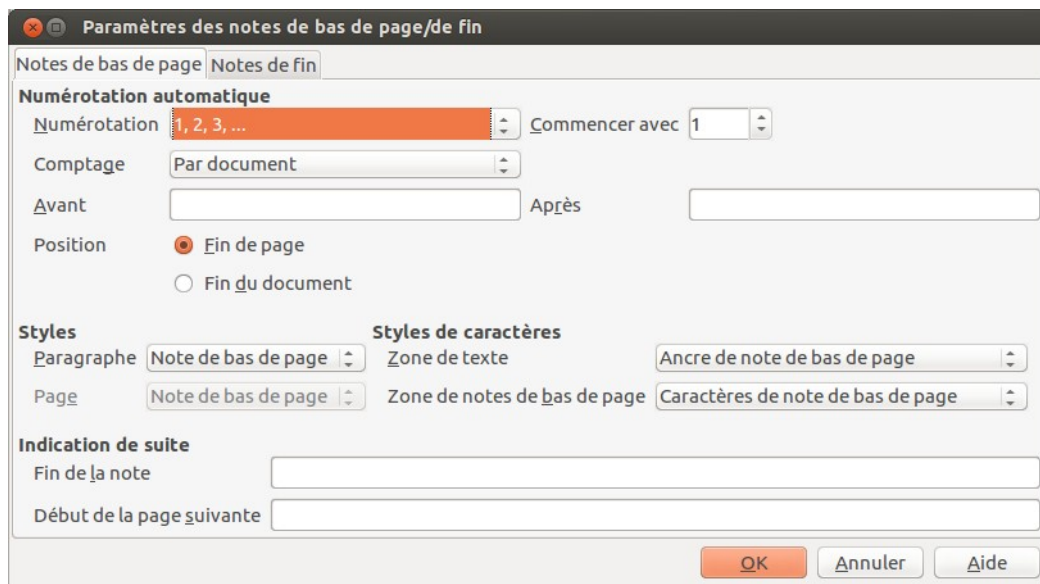 Paramètres des notes de bas de page/de fin
Notes de bas de page Notes de fin
Numérotation automatique
Numérotation 1, 2, 3, ... Commencer avec 1
Comptage Par document
Avant Après
Position Fin de page
Fin du document
Styles Styles de caractères
Paragraphe Note de bas de page Zone de texte Ancre de note de bas de page
Page Note de bas de page Zone de notes de bas de page Caractères de note de bas de page
Indication de suite
Fin de la note
Début de la page suivante
OK Annuler Aide